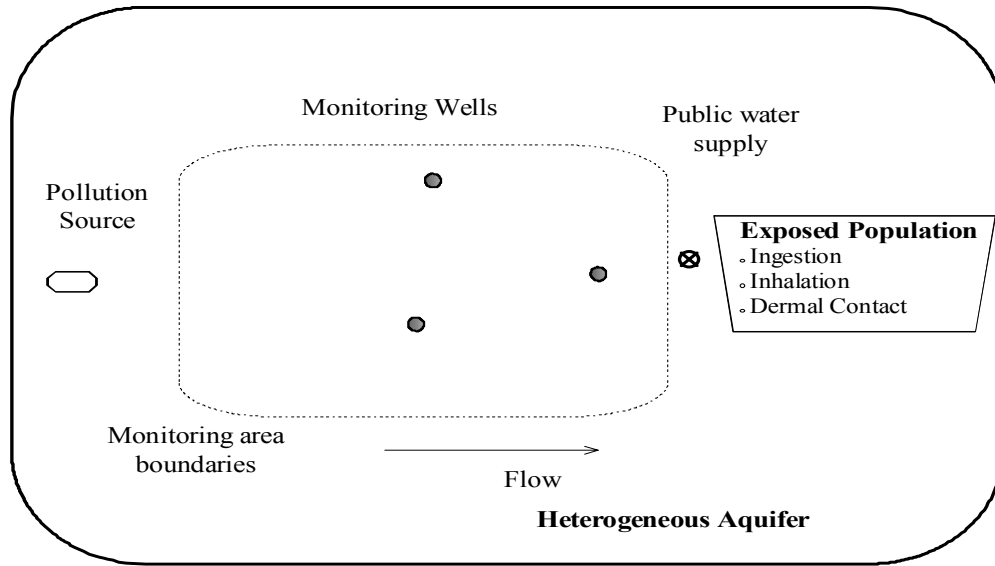 Monitoring Wells
Public water
supply
Pollution
Source
Exposed Population
Ingestion
Inhalation
Dermal Contact
Monitoring area
boundaries
Flow
Heterogeneous Aquifer